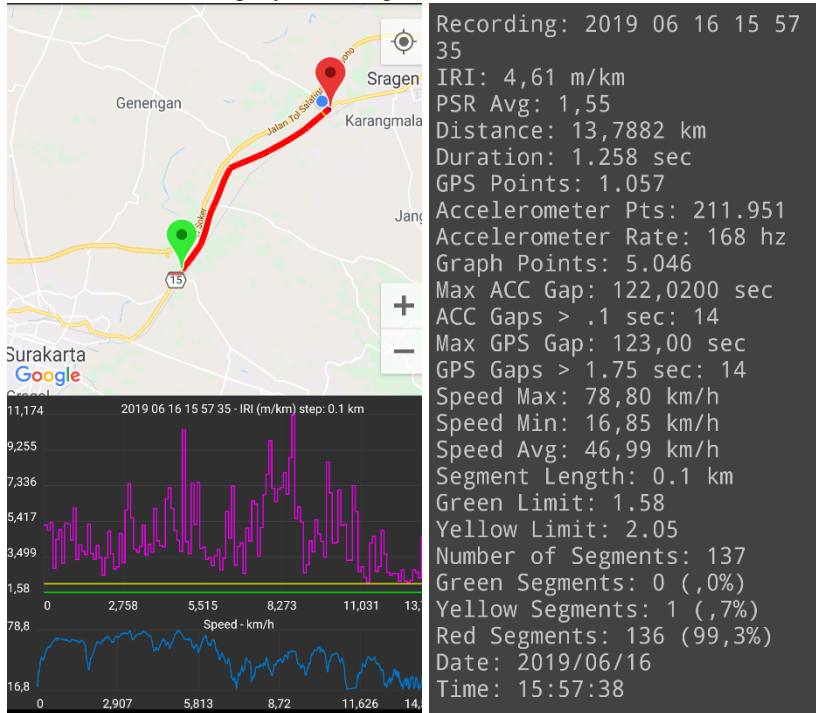 Sragen
Genengan
Jalan Tol Salatiga
Karangmala
Jang
15
Surakarta
Google
2019 06 16 15 57 35 - IRI (m/km) step: 0.1 km
11,174
9,255
7,336
5,417
3,499
1,58
0 2,758 5,515 8,273 11,031 13,
Speed - km/h
78,8
16,8
0 2,907 5,813 8,72 11,626 14,
Recording: 2019 06 16 15 57
35
IRI: 4,61 m/km
PSR Avg: 1,55
Distance: 13,7882 km
Duration: 1.258 sec
GPS Points: 1.057
Accelerometer Pts: 211.951
Accelerometer Rate: 168 hz
Graph Points: 5.046
Max ACC Gap: 122,0200 sec
ACC Gaps > .1 sec: 14
Max GPS Gap: 123,00 sec
GPS Gaps > 1.75 sec: 14
Speed Max: 78,80 km/h
Speed Min: 16,85 km/h
Speed Avg: 46,99 km/h
Segment Length: 0.1 km
Green Limit: 1.58
Yellow Limit: 2.05
Number of Segments: 137
Green Segments: 0 (,0%)
Yellow Segments: 1 (,7%)
Red Segments: 136 (99,3%)
Date: 2019/06/16
Time: 15:57:38